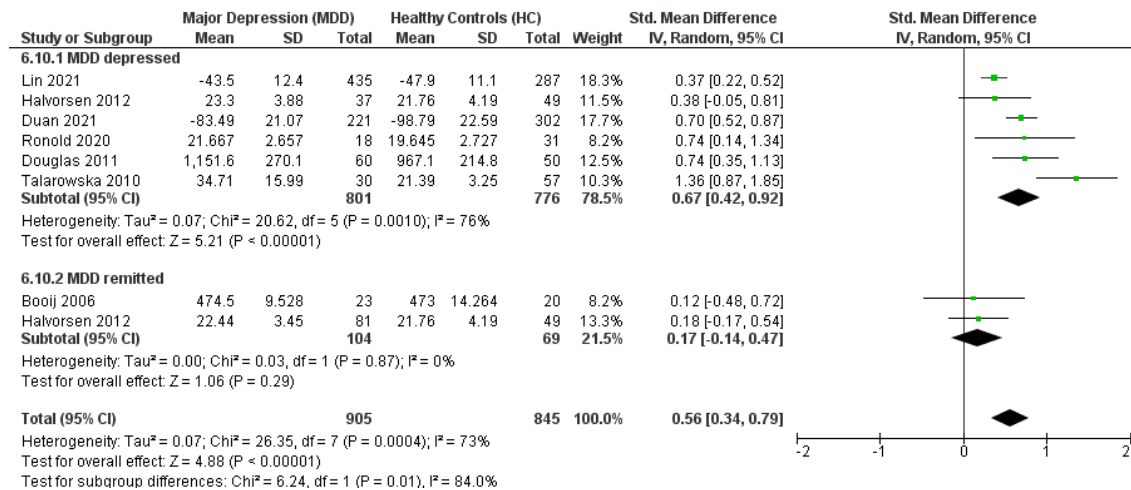 Major Depression (MDD) Healthy Controls (HC) Std. Mean Difference Std. Mean Difference
Study or Subgroup Mean SD Total Mean SD Total Weight IV, Random, 95% CI IV, Random, 95% CI
6.10.1 MDD depressed
Lin 2021 -43.5 12.4 435 -47.9 11.1 287 18.3% 0.37 [0.22, 0.52]
Halvorsen 2012 23.3 3.88 37 21.76 4.19 49 11.5% 0.38 [-0.05, 0.81]
Duan 2021 -83.49 21.07 221 -98.79 22.59 302 17.7% 0.70 [0.52, 0.87]
Ronold 2020 21.667 2.657 18 19.645 2.727 31 8.2% 0.74 [0.14, 1.34]
Douglas 2011 1,151.6 270.1 60 967.1 214.8 50 12.5% 0.74 [0.35, 1.13]
Talarowska 2010 34.71 15.99 30 21.39 3.25 57 10.3% 1.36 [0.87, 1.85]
Subtotal (95% CI) 801 776 78.5% 0.67 [0.42, 0.92]
Heterogeneity: Tau² = 0.07; Chi² = 20.62, df = 5 (P = 0.0010); I² = 76%
Test for overall effect: Z = 5.21 (P < 0.00001)
6.10.2 MDD remitted
Booij 2006 474.5 9.528 23 473 14.264 20 8.2% 0.12 [-0.48, 0.72]
Halvorsen 2012 22.44 3.45 81 21.76 4.19 49 13.3% 0.18 [-0.17, 0.54]
Subtotal (95% CI) 104 69 21.5% 0.17 [-0.14, 0.47]
Heterogeneity: Tau² = 0.00; Chi² = 0.03, df = 1 (P = 0.87); I² = 0%
Test for overall effect: Z = 1.06 (P = 0.29)
Total (95% CI) 905 845 100.0% 0.56 [0.34, 0.79]
Heterogeneity: Tau² = 0.07; Chi² = 26.35, df = 7 (P = 0.0004); I² = 73%
Test for overall effect: Z = 4.88 (P < 0.00001)
Test for subgroup differences: Chi² = 6.24, df = 1 (P = 0.01), I² = 84.0%
-2 -1 0 1 2